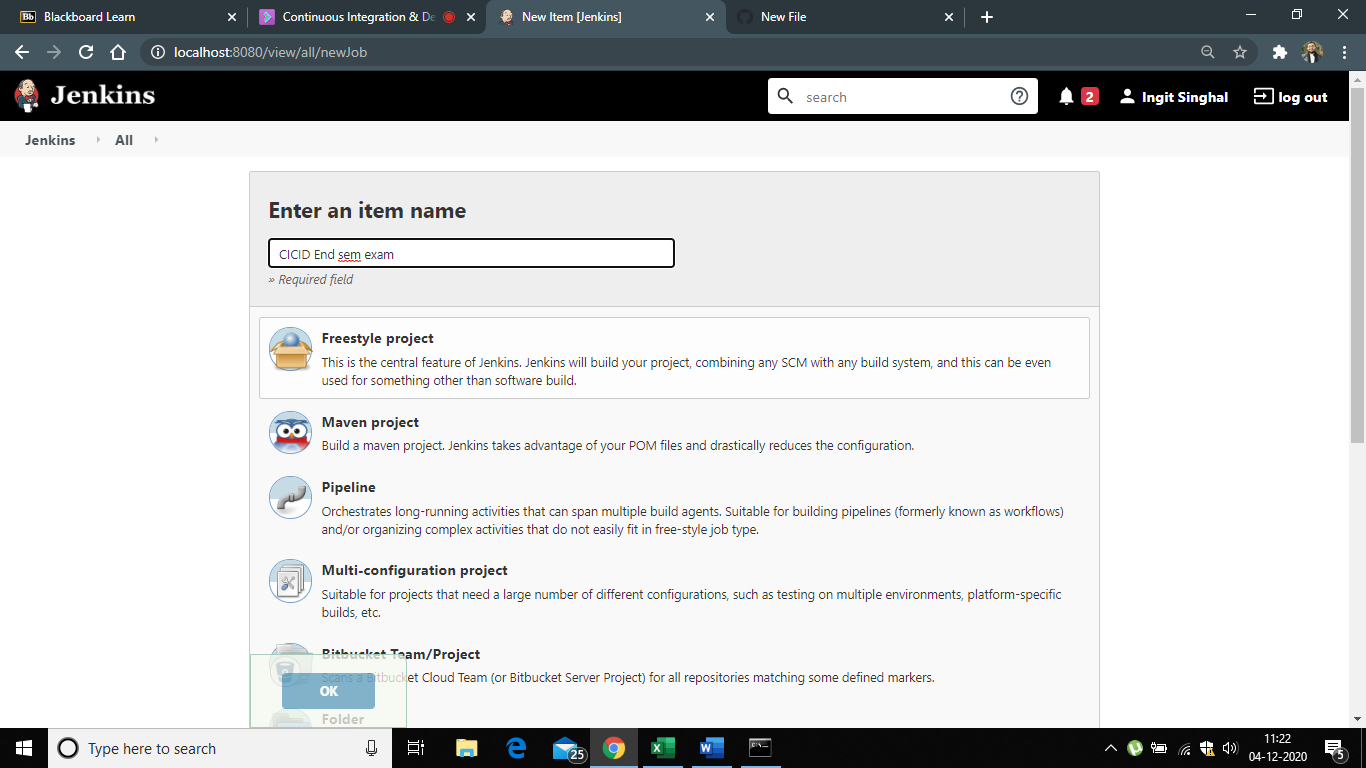 Blackboard Learn
Continuous Integration & De
New Item [Jenkins]
New File
localhost:8080/view/all/newJob
Jenkins
search
2
Ingit Singhal
log out
Jenkins
All
Enter an item name
CICID End sem exam
» Required field
Freestyle project
This is the central feature of Jenkins. Jenkins will build your project, combining any SCM with any build system, and this can be even
used for something other than software build.
Maven project
Build a maven project. Jenkins takes advantage of your POM files and drastically reduces the configuration.
Pipeline
Orchestrates long-running activities that can span multiple build agents. Suitable for building pipelines (formerly known as workflows)
and/or organizing complex activities that do not easily fit in free-style job type.
Multi-configuration project
Suitable for projects that need a large number of different configurations, such as testing on multiple environments, platform-specific
builds, etc.
Bitbucket Team/Project
Scans a Bitbucket Cloud Team (or Bitbucket Server Project) for all repositories matching some defined markers.
OK
Folder
Type here to search
25
11:22
04-12-2020
5